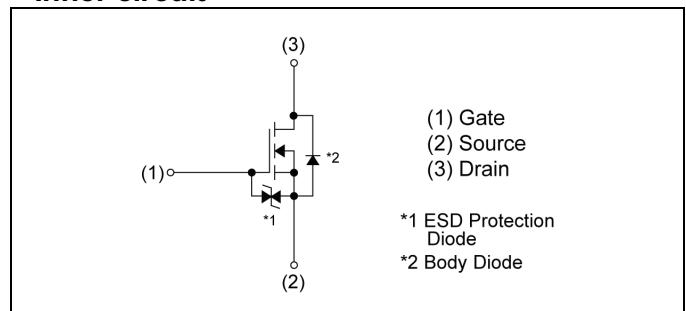 Inner circuit
(3)
(1)
*2
*1
(2)
(1) Gate
(2) Source
(3) Drain
*1 ESD Protection
Diode
*2 Body Diode